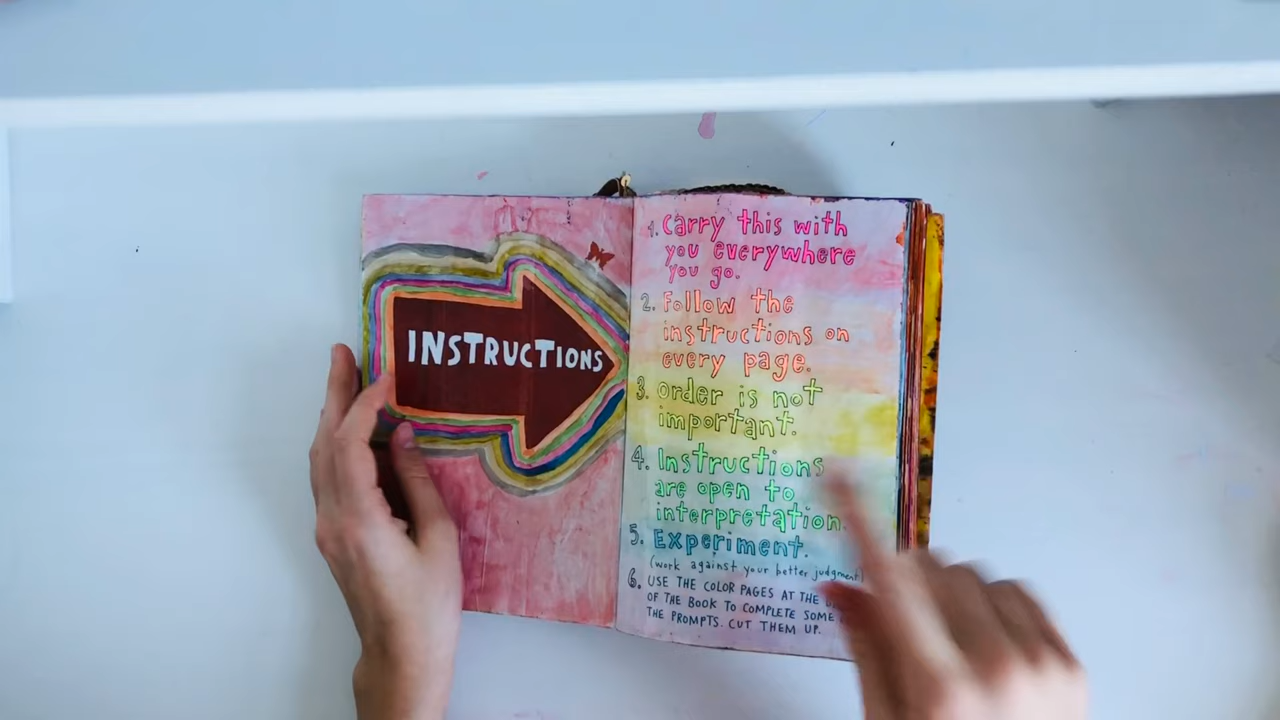 INSTRUCTIONS
1. Carry this with
you everywhere
you go.
2. Follow the
instructions on
every page.
3. Order is not
important.
4. Instructions
are open to
interpretation.
5. Experiment.
(work against your better judgment)
6. USE THE COLOR PAGES AT THE
OF THE BOOK TO COMPLETE SOME
THE PROMPTS. CUT THEM UP.